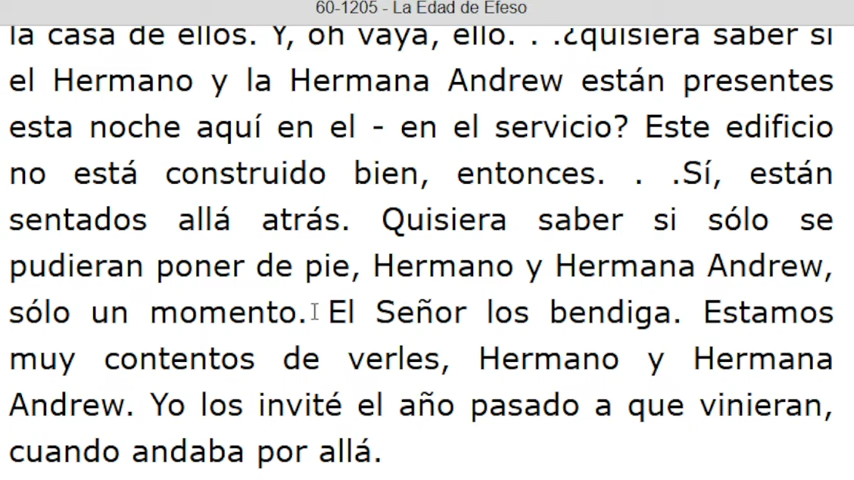 60-1205 - La Edad de Efeso
la casa de ellos. Y, oh vaya, ello. . .¿quisiera saber si
el Hermano y la Hermana Andrew están presentes
esta noche aquí en el - en el servicio? Este edificio
no está construido bien, entonces. . .Sí, están
sentados allá atrás. Quisiera saber si sólo se
pudieran poner de pie, Hermano y Hermana Andrew,
sólo un momento. El Señor los bendiga. Estamos
muy contentos de verles, Hermano y Hermana
Andrew. Yo los invité el año pasado a que vinieran,
cuando andaba por allá.